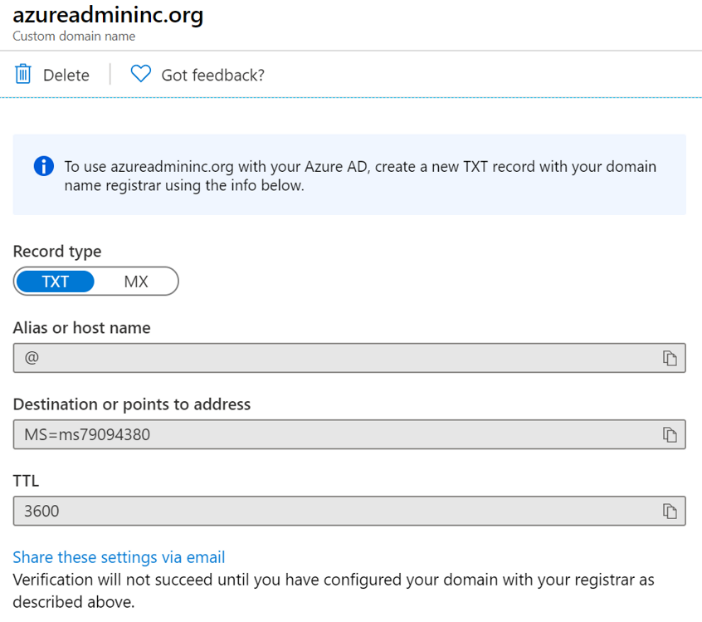 azureadmininc.org
Custom domain name
Delete
Got feedback?
To use azureadmininc.org with your Azure AD, create a new TXT record with your domain
name registrar using the info below.
Record type
TXT MX
Alias or host name
@
Destination or points to address
MS=ms79094380
TTL
3600
Share these settings via email
Verification will not succeed until you have configured your domain with your registrar as
described above.